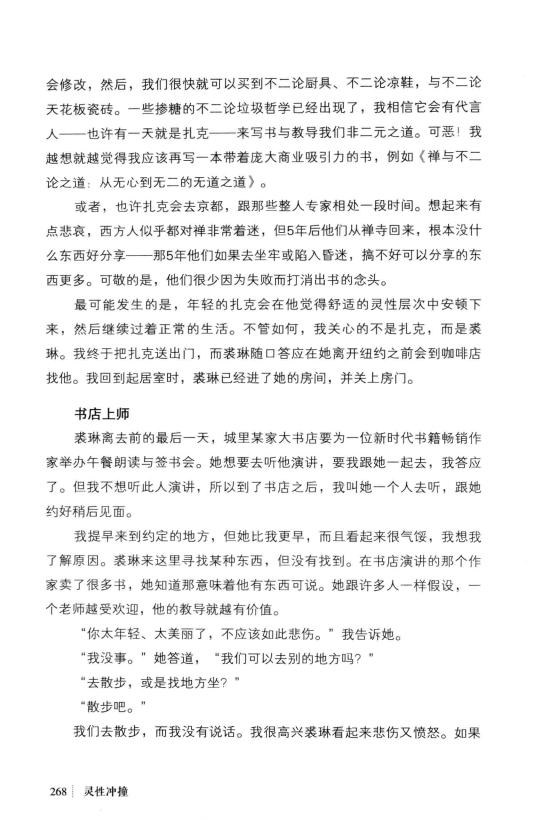 会修改，然后，我们很快就可以买到不二论厨具、不二论凉鞋，与不二论
天花板瓷砖。一些掺糖的不二论垃圾哲学已经出现了，我相信它会有代言
人——也许有一天就是扎克——来写书与教导我们非二元之道。可恶！我
越想就越觉得我应该再写一本带着庞大商业吸引力的书，例如《禅与不二
论之道：从无心到无二的无道之道》。
或者，也许扎克会去京都，跟那些整人专家相处一段时间。想起来有
点悲哀，西方人似乎都对禅非常着迷，但5年后他们从禅寺回来，根本没什
么东西好分享——那5年他们如果去坐牢或陷入昏迷，搞不好可以分享的东
西更多。可敬的是，他们很少因为失败而打消出书的念头。
最可能发生的是，年轻的扎克会在他觉得舒适的灵性层次中安顿下
来，然后继续过着正常的生活。不管如何，我关心的不是扎克，而是裘
琳。我终于把扎克送出门，而裘琳随口答应在她离开纽约之前会到咖啡店
找他。我回到起居室时，裘琳已经进了她的房间，并关上房门。
书店上师
裘琳离去前的最后一天，城里某家大书店要为一位新时代书籍畅销作
家举办午餐朗读与签书会。她想要去听他演讲，要我跟她一起去，我答应
了。但我不想听此人演讲，所以到了书店之后，我叫她一个人去听，跟她
约好稍后见面。
我提早来到约定的地方，但她比我更早，而且看起来很气馁，我想我
了解原因。裘琳来这里寻找某种东西，但没有找到。在书店演讲的那个作
家卖了很多书，她知道那意味着他有东西可说。她跟许多人一样假设，一
个老师越受欢迎，他的教导就越有价值。
“你太年轻、太美丽了，不应该如此悲伤。”我告诉她。
“我没事。”她答道，“我们可以去别的地方吗？”
“去散步，或是找地方坐？”
“散步吧。”
我们去散步，而我没有说话。我很高兴裘琳看起来悲伤又愤怒。如果
268 灵性冲撞